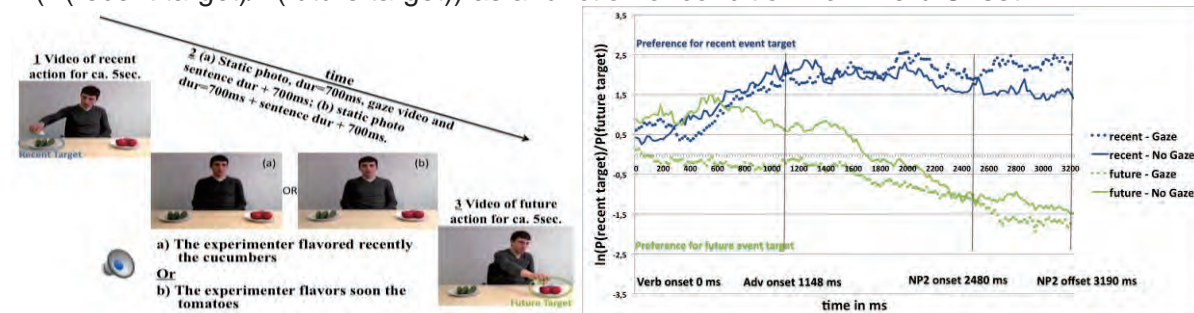 1 Video of recent
action for ca. 5sec.
time
2 (a) Static photo, dur=700ms, gaze video and
sentence dur + 700ms; (b) static photo
dur=700ms + sentence dur + 700ms.
Recent Target
(a)
OR
(b)
3 Video of future
action for ca. 5sec.
a) The experimenter flavored recently
the cucumbers
Or
b) The experimenter flavors soon the
tomatoes
Future Target
ln(P(recent target)/P(future target))
3,5
2,5
1,5
0,5
-0,5
-1,5
-2,5
-3,5
Preference for recent event target
0 200 400 600 800 1000 1200 1400 1600 1800 2000 2200 2400 2600 2800 3000 3200
Preference for future event target
Verb onset 0 ms
Adv onset 1148 ms
NP2 onset 2480 ms
NP2 offset 3190 ms
time in ms
recent - Gaze
recent - No Gaze
future - Gaze
future - No Gaze